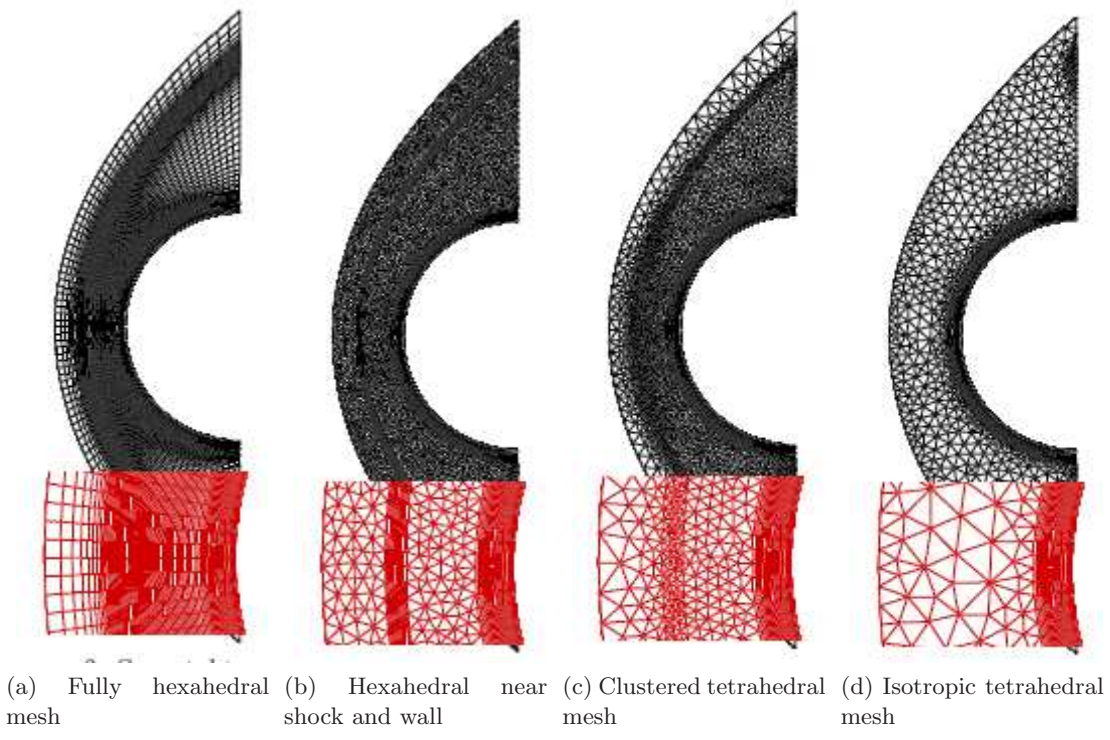 (a) Fully hexahedral mesh
(b) Hexahedral near shock and wall
(c) Clustered tetrahedral mesh
(d) Isotropic tetrahedral mesh